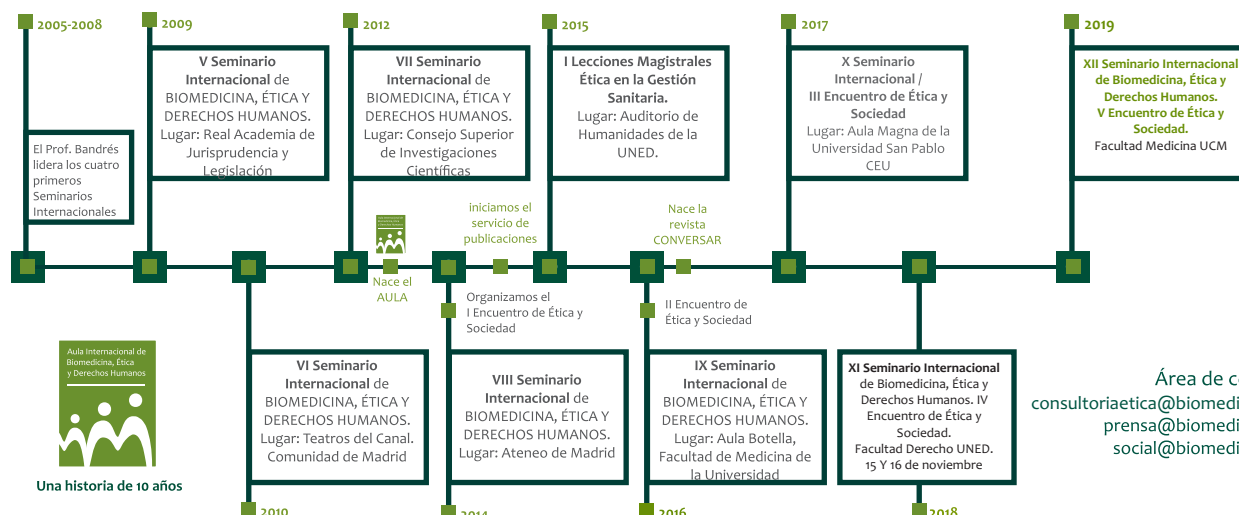 2005-2008
El Prof. Bandrés
lidera los cuatro
primeros
Seminarios
Internacionales
2009
V Seminario
Internacional de
BIOMEDICINA, ÉTICA Y
DERECHOS HUMANOS.
Lugar: Real Academia de
Jurisprudencia y
Legislación
2012
VII Seminario
Internacional de
BIOMEDICINA, ÉTICA Y
DERECHOS HUMANOS.
Lugar: Consejo Superior
de Investigaciones
Científicas
2015
I Lecciones Magistrales
Ética en la Gestión
Sanitaria.
Lugar: Auditorio de
Humanidades de la
UNED.
2017
X Seminario
Internacional /
III Encuentro de Ética y
Sociedad
Lugar: Aula Magna de la
Universidad San Pablo
CEU
2019
XII Seminario Internacional
de Biomedicina, Ética y
Derechos Humanos.
V Encuentro de Ética y
Sociedad.
Facultad Medicina UCM
Nace el
AULA
iniciamos el
servicio de
publicaciones
Nace la
revista
CONVERSAR
Organizamos el
I Encuentro de Ética y
Sociedad
II Encuentro de
Ética y Sociedad
Aula Internacional de
Biomedicina, Ética
y Derechos Humanos
Una historia de 10 años
VI Seminario
Internacional de
BIOMEDICINA, ÉTICA Y
DERECHOS HUMANOS.
Lugar: Teatros del Canal.
Comunidad de Madrid
2010
VIII Seminario
Internacional de
BIOMEDICINA, ÉTICA Y
DERECHOS HUMANOS.
Lugar: Ateneo de Madrid
2014
IX Seminario
Internacional de
BIOMEDICINA, ÉTICA Y
DERECHOS HUMANOS.
Lugar: Aula Botella,
Facultad de Medicina de
la Universidad
2016
XI Seminario Internacional
de Biomedicina, Ética y
Derechos Humanos. IV
Encuentro de Ética y
Sociedad.
Facultad Derecho UNED.
15 Y 16 de noviembre
2018
Área de c
consultoriaetica@biomedi
prensa@biomedi
social@biomedi